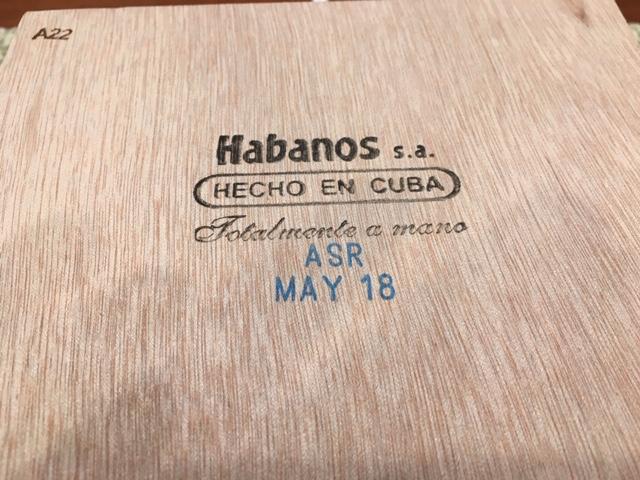 A22
Habanos s.a.
HECHO EN CUBA
Totalmente a mano
ASR
MAY 18